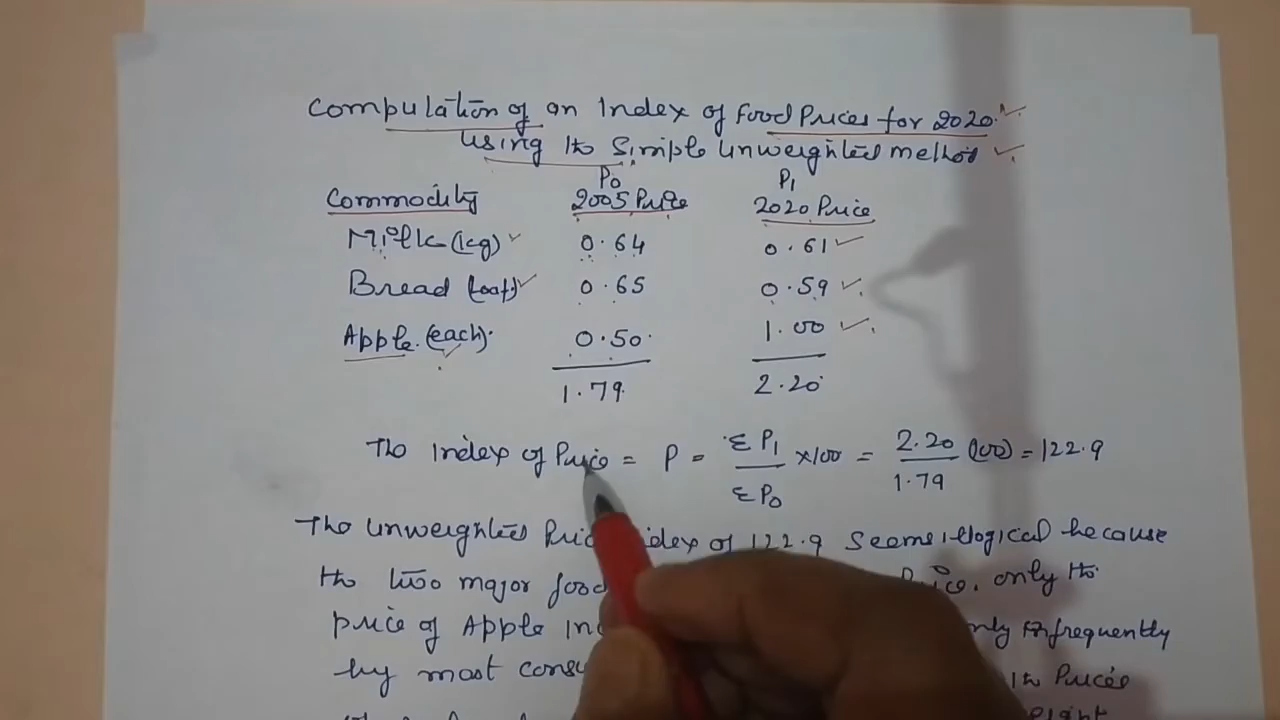 Computation of an Index of Food Prices for 2020.
using the Simple Unweighted method
P0 P1
Commodity 2005 Price 2020 Price
Milk (kg) 0.64 0.61
Bread (loaf) 0.65 0.59
Apple (each). 0.50 1.00
1.79 2.20
The Index of Price = P = ΣP1 / ΣP0 ×100 = 2.20 / 1.79 (100) = 122.9
The Unweighted Price Index of 122.9 Seems illogical because
the two major food Price. only the
price of Apple only infrequently
by most in Prices